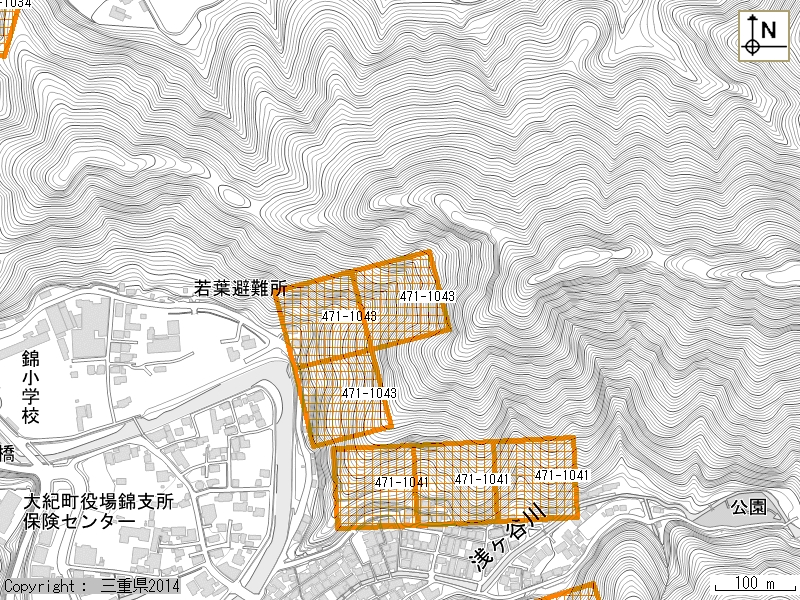 -1034
N
若葉避難所
471-1043
471-1043
錦小学校
471-1043
橋
471-1041
471-1041
471-1041
大紀町役場錦支所
保険センター
浅ヶ谷川
公園
100 m
Copyright : 三重県2014